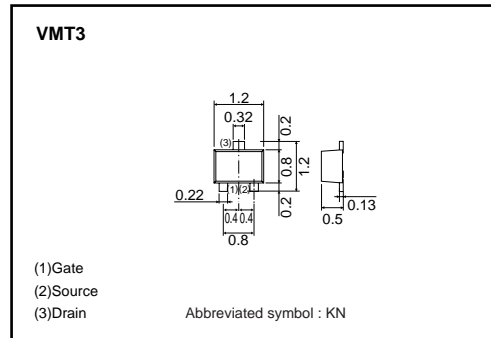 VMT3
1.2
0.32
0.2
(3)
0.8
1.2
(1)
(2)
0.22
0.4 0.4
0.2
0.5
0.13
0.8
(1)Gate
(2)Source
(3)Drain
Abbreviated symbol : KN